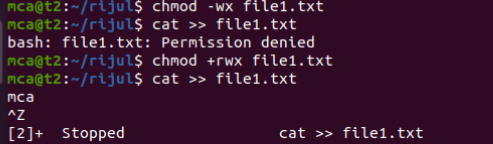 mca@t2:~/rijul$ chmod -wx file1.txt
mca@t2:~/rijul$ cat >> file1.txt
bash: file1.txt: Permission denied
mca@t2:~/rijul$ chmod +rwx file1.txt
mca@t2:~/rijul$ cat >> file1.txt
mca
^Z
[2]+  Stopped                 cat >> file1.txt